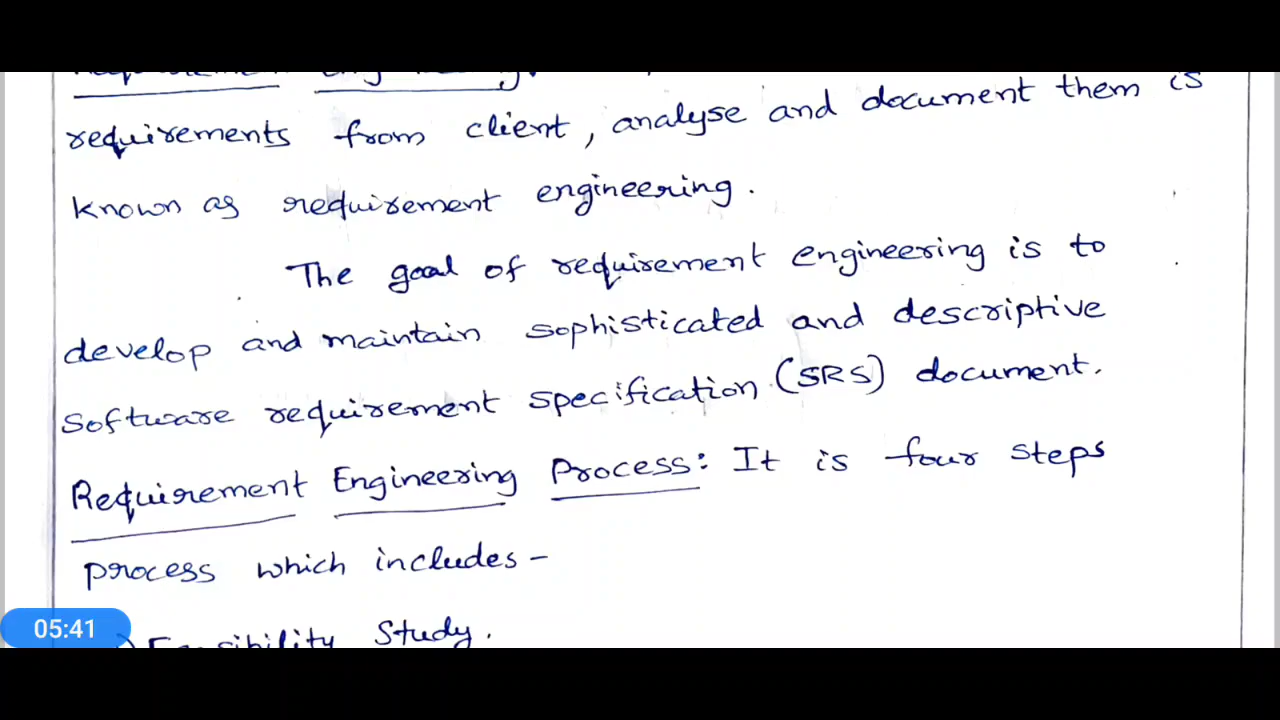 requirements from client, analyse and document them is
known as requirement engineering.
The goal of requirement engineering is to
develop and maintain sophisticated and descriptive
software requirement specification (SRS) document.
Requirement Engineering Process: It is four steps
process which includes -
Feasibility Study.
05:41